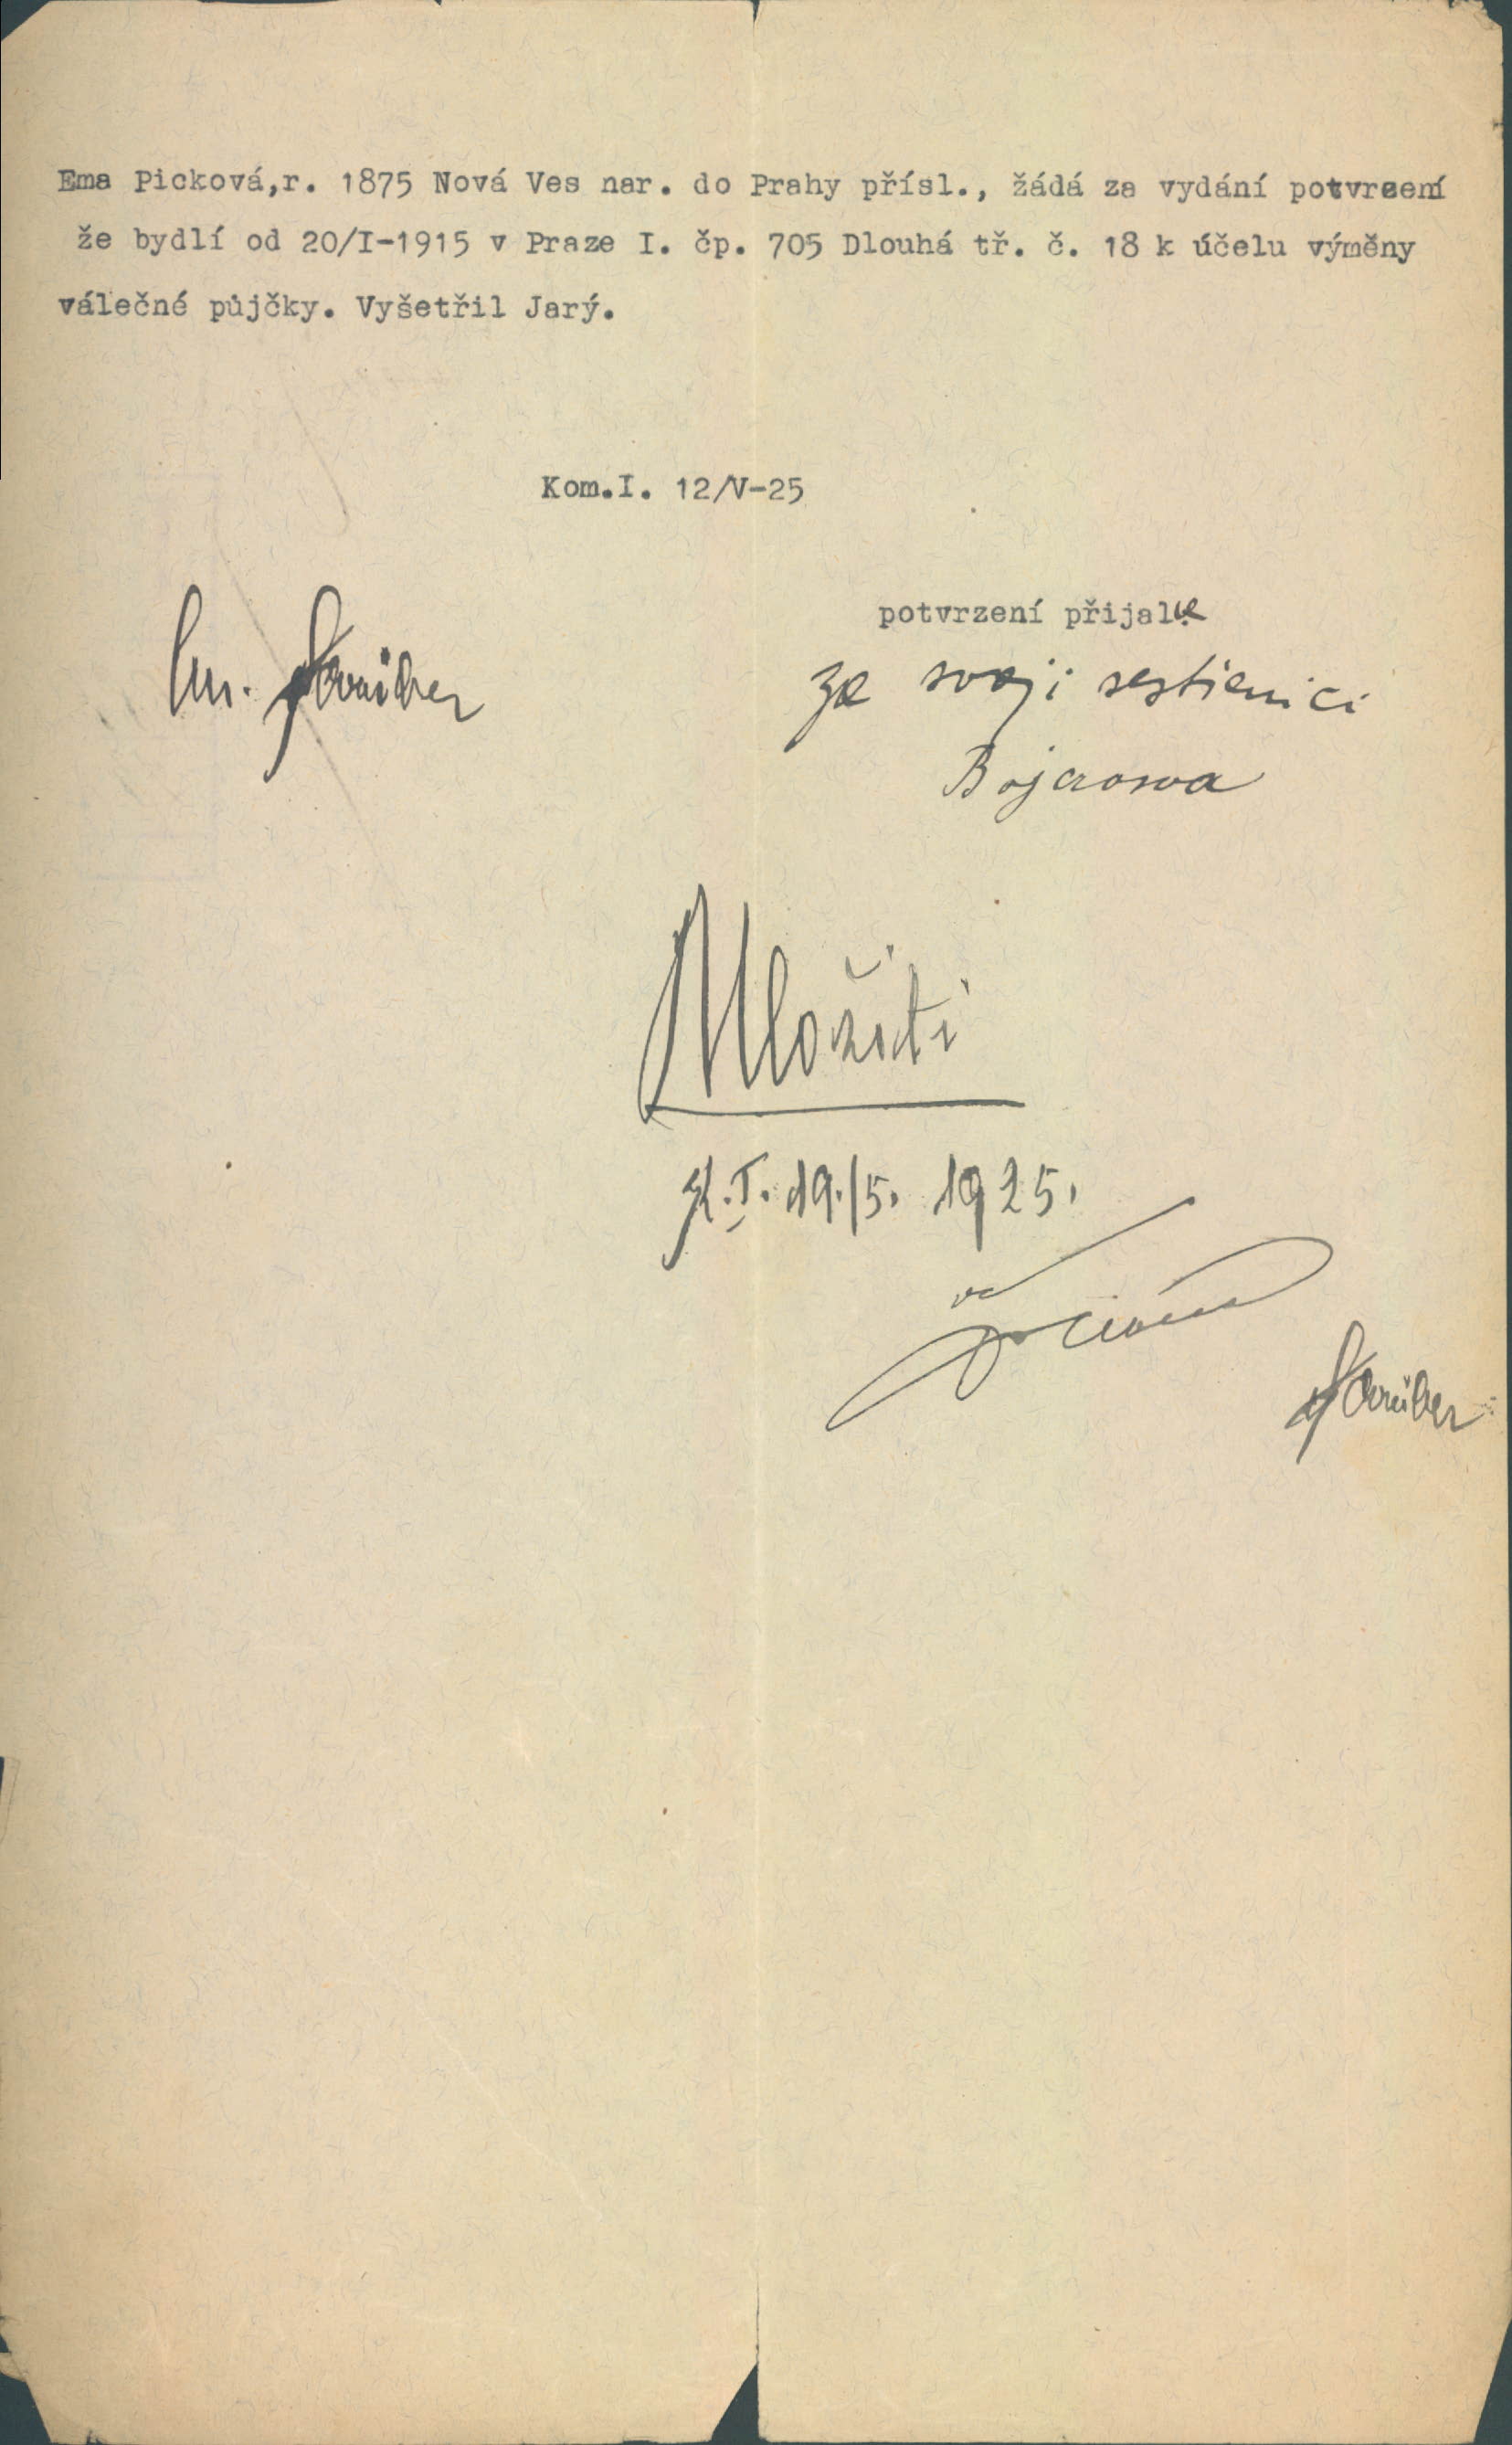 Ema Picková,r. 1875 Nová Ves nar. do Prahy přísl., žádá za vydání potvrzení
že bydlí od 20/I-1915 v Praze I. čp. 705 Dlouhá tř. č. 18 k účelu výměny
válečné půjčky. Vyšetřil Jarý.
Kom.I. 12/V-25
potvrzení přijala
za svoji sestřenici
Bojarowa
Uložiti
K.I. 19./5. 1925.